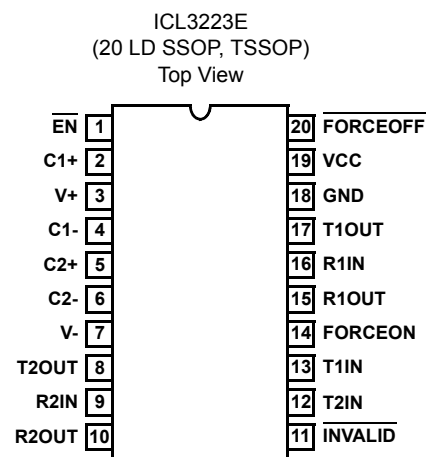 ICL3223E
(20 LD SSOP, TSSOP)
Top View
EN 1 20 FORCEOFF
C1+ 2 19 VCC
V+ 3 18 GND
C1- 4 17 T1OUT
C2+ 5 16 R1IN
C2- 6 15 R1OUT
V- 7 14 FORCEON
T2OUT 8 13 T1IN
R2IN 9 12 T2IN
R2OUT 10 11 INVALID